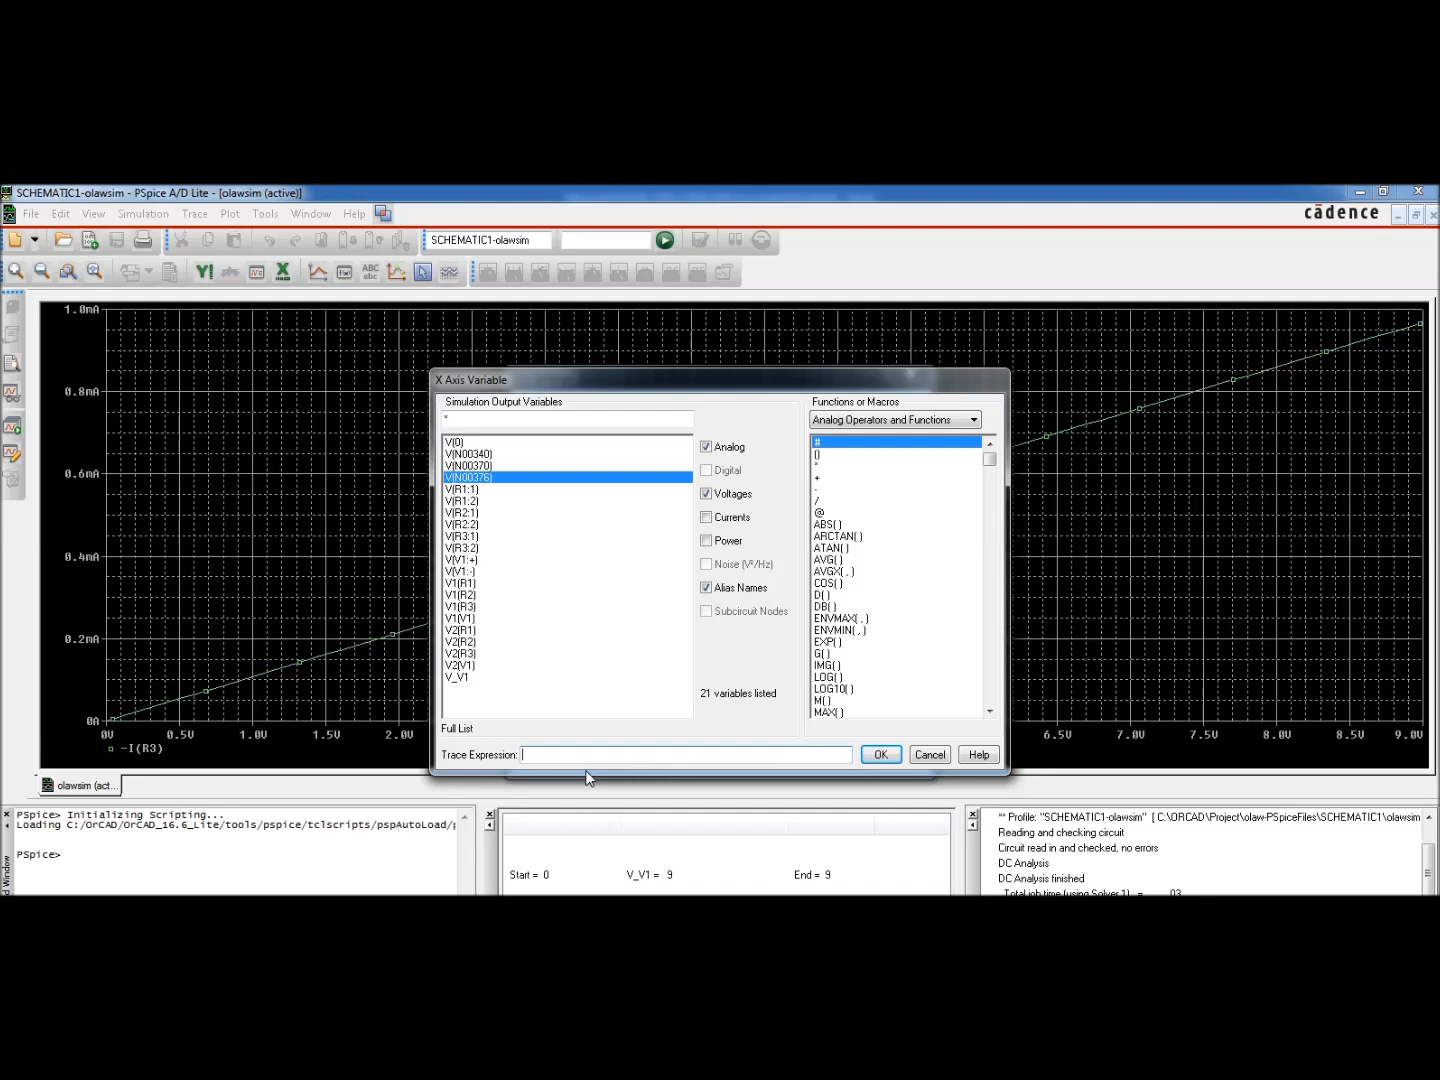 SCHEMATIC1-olawsim - PSpice A/D Lite - [olawsim (active)]
File Edit View Simulation Trace Plot Tools Window Help
cādence
SCHEMATIC1-olawsim
1.0mA
0.8mA
0.6mA
0.4mA
0.2mA
0A
0V 0.5V 1.0V 1.5V 2.0V 6.5V 7.0V 7.5V 8.0V 8.5V 9.0V
-I(R3)
X Axis Variable
Simulation Output Variables
*
V(0)
V(N00340)
V(N00370)
V(N00376)
V(R1:1)
V(R1:2)
V(R2:1)
V(R2:2)
V(R3:1)
V(R3:2)
V(V1:+)
V(V1:-)
V1(R1)
V1(R2)
V1(R3)
V1(V1)
V2(R1)
V2(R2)
V2(R3)
V2(V1)
V_V1
Full List
Analog
Digital
Voltages
Currents
Power
Noise (V²/Hz)
Alias Names
Subcircuit Nodes
21 variables listed
Functions or Macros
Analog Operators and Functions
#
()
*
+
-
/
@
ABS( )
ARCTAN( )
ATAN( )
AVG( )
AVGX( , )
COS( )
D( )
DB( )
ENVMAX( , )
ENVMIN( , )
EXP( )
G( )
IMG( )
LOG( )
LOG10( )
M( )
MAX( )
Trace Expression:
OK Cancel Help
olawsim (act...
PSpice> Initializing Scripting...
Loading C:/OrCAD/OrCAD_16.6_Lite/tools/pspice/tclscripts/pspAutoLoad/
PSpice>
d Window
Start = 0 V_V1 = 9 End = 9
** Profile: "SCHEMATIC1-olawsim" [ C:\ORCAD\Project\olaw-PSpiceFiles\SCHEMATIC1\olawsim
Reading and checking circuit
Circuit read in and checked, no errors
DC Analysis
DC Analysis finished
Total job time (using Solver 1) = .03